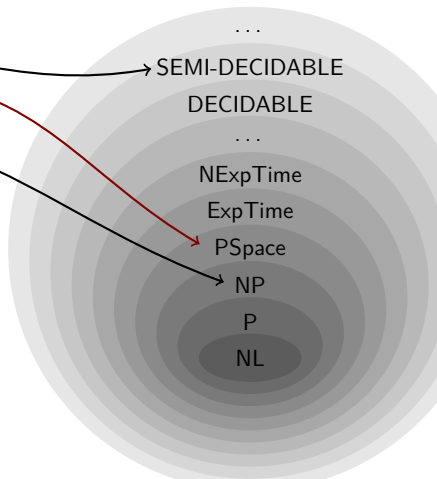 ...
SEMI-DECIDABLE
DECIDABLE
...
NExpTime
ExpTime
PSpace
NP
P
NL